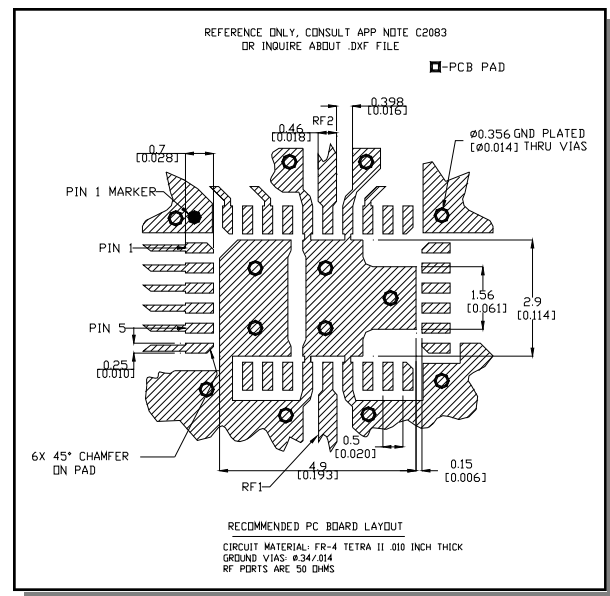 REFERENCE ONLY, CONSULT APP NOTE C2083
OR INQUIRE ABOUT .DXF FILE
-PCB PAD
0.398
[0.016]
RF2
0.46
[0.018]
Ø0.356 GND PLATED
[Ø0.014] THRU VIAS
0.7
[0.028]
PIN 1 MARKER
PIN 1
1.56
[0.061]
2.9
[0.114]
PIN 5
0.25
[0.010]
6X 45° CHAMFER
ON PAD
0.5
[0.020]
4.9
[0.193]
0.15
[0.006]
RF1
RECOMMENDED PC BOARD LAYOUT
CIRCUIT MATERIAL: FR-4 TETRA II .010 INCH THICK
GROUND VIAS: Ø.34/.014
RF PORTS ARE 50 OHMS